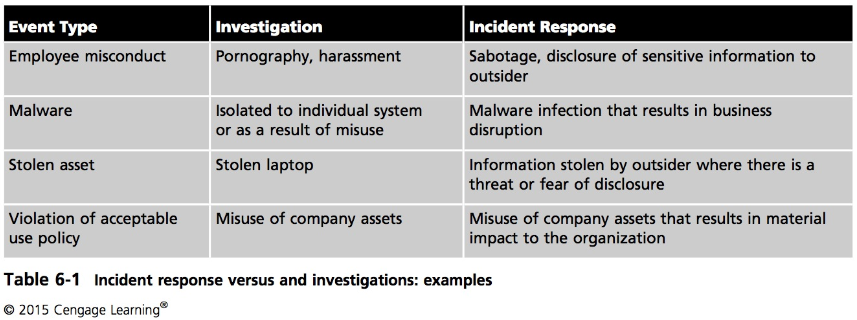 Event Type Investigation Incident Response
Employee misconduct Pornography, harassment Sabotage, disclosure of sensitive information to
outsider
Malware Isolated to individual system Malware infection that results in business
or as a result of misuse disruption
Stolen asset Stolen laptop Information stolen by outsider where there is a
threat or fear of disclosure
Violation of acceptable Misuse of company assets Misuse of company assets that results in material
use policy impact to the organization
Table 6-1 Incident response versus and investigations: examples
© 2015 Cengage Learning®